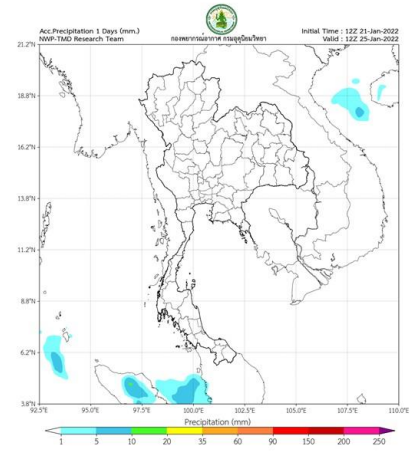 Acc.Precipitation 1 Days (mm.)
NWP-TMD Research Team
กองพยากรณ์อากาศ กรมอุตุนิยมวิทยา
Initial Time : 12Z 21-Jan-2022
Valid : 12Z 25-Jan-2022
21.2°N
18.8°N
16.2°N
13.8°N
11.2°N
8.8°N
6.2°N
3.8°N
92.5°E 95.0°E 97.5°E 100.0°E 102.5°E 105.0°E 107.5°E 110.0°E
Precipitation (mm)
1 5 10 20 35 60 90 150 200 250